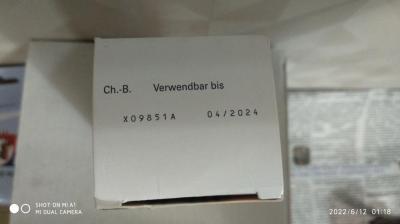 Ch.-B. Verwendbar bis
X09851A 04/2024
SHOT ON MI A1
MI DUAL CAMERA
2022/6/12 01:18